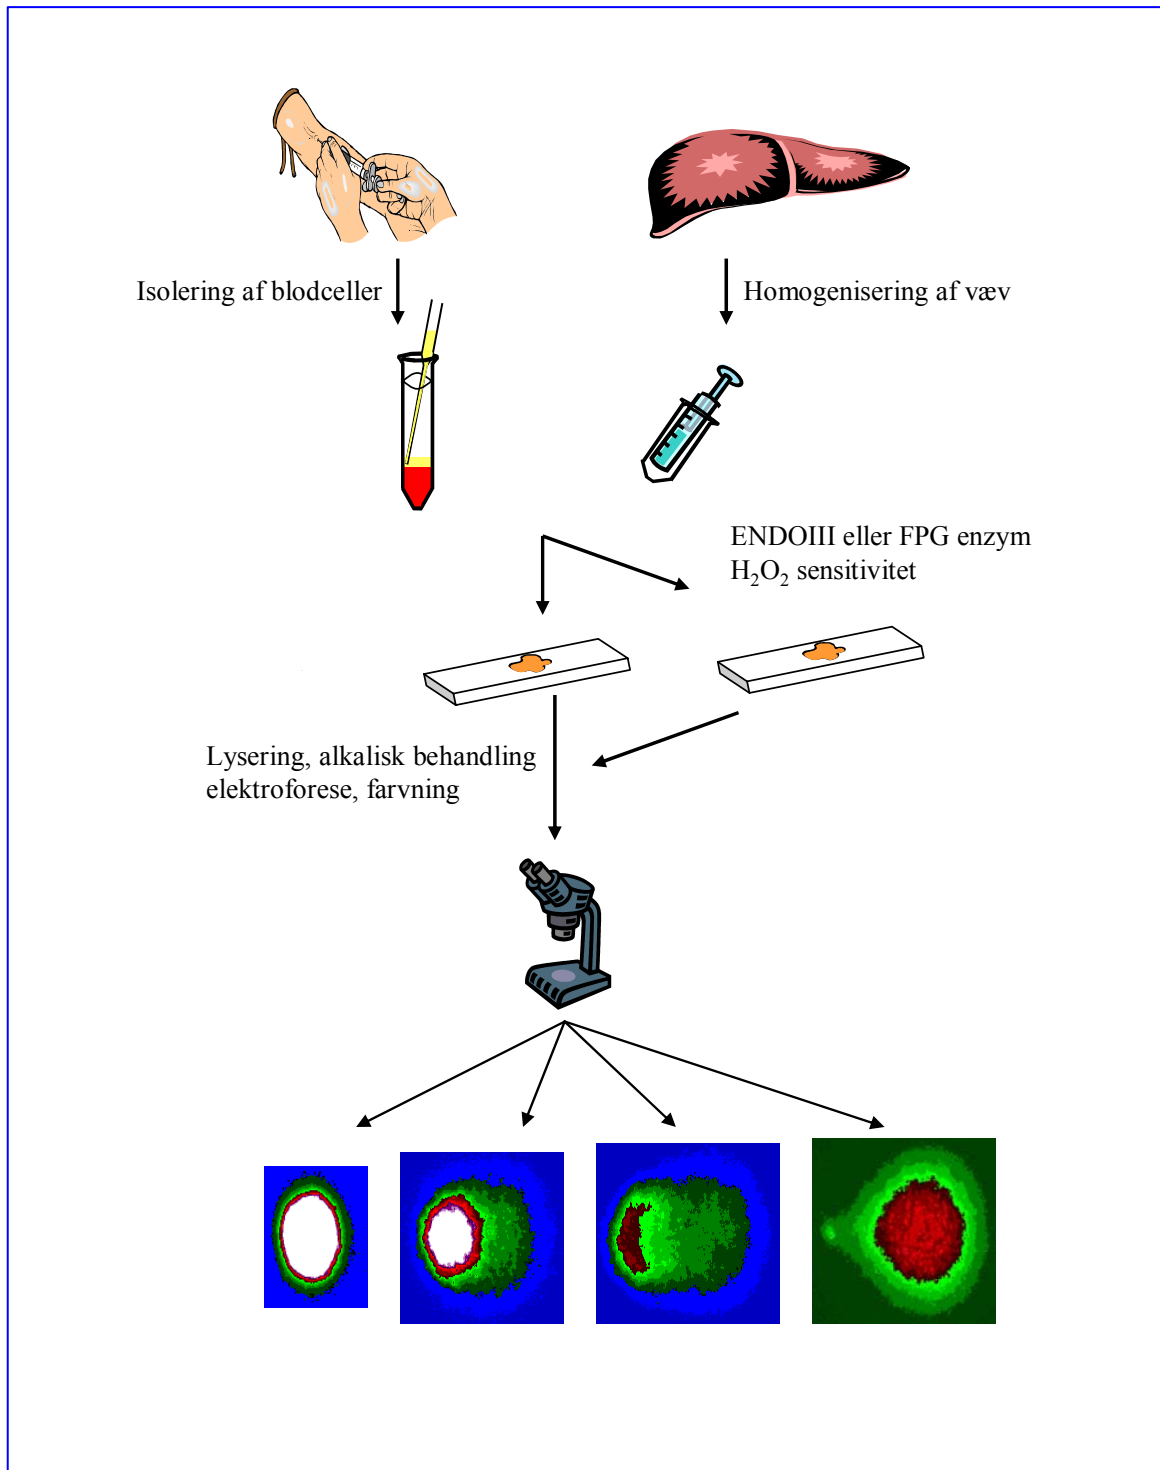 Isolering af blodceller
Homogenisering af væv
ENDOIII eller FPG enzym
H₂O₂ sensitivitet
Lysering, alkalisk behandling
elektroforese, farvning